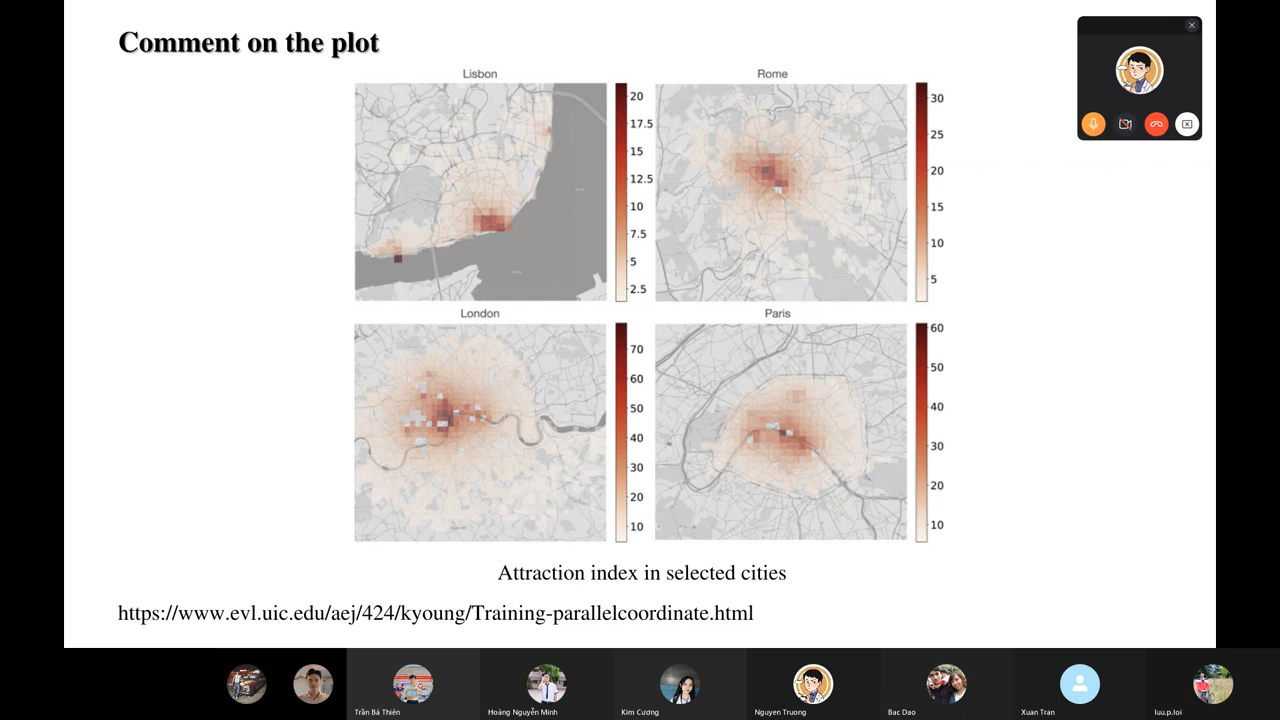 Comment on the plot
Lisbon
Rome
20
17.5
15
12.5
10
7.5
5
2.5
30
25
20
15
10
5
London
Paris
70
60
50
40
30
20
10
60
50
40
30
20
10
Attraction index in selected cities
https://www.evl.uic.edu/aej/424/kyoung/Training-parallelcoordinate.html
Trần Bá Thiên
Hoàng Nguyễn Minh
Kim Cương
Nguyen Truong
Bac Dao
Xuan Tran
luu.p.loi